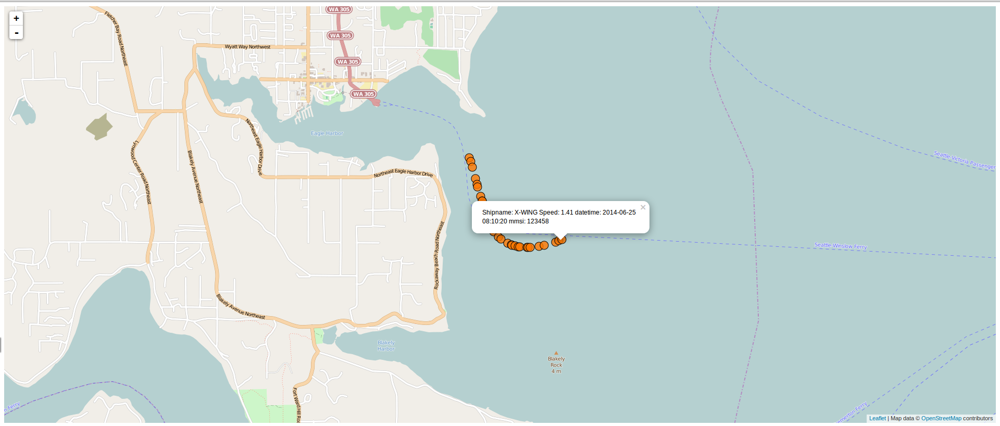 +
-
WA 305
WA 305
WA 305
WA 305
Fletcher Bay Road Northeast
Wyatt Way Northwest
Eagle Harbor
Northeast Eagle Harbor Drive
Lynwood Center Road Northeast
Blakely Avenue Northeast
Northeast Eagle Harbor Drive
Seattle-Victoria Passenger
Shipname: X-WING Speed: 1.41 datetime: 2014-06-25
08:10:20 mmsi: 123458
×
Rockaway Beach Road Northeast
Seattle Winslow Ferry
Blakely Avenue Northeast
Blakely
Harbor
Blakely
Rock
4 m
Fort Ward Hill Roa
n Ferry
emerton Ferry
Leaflet | Map data © OpenStreetMap contributors